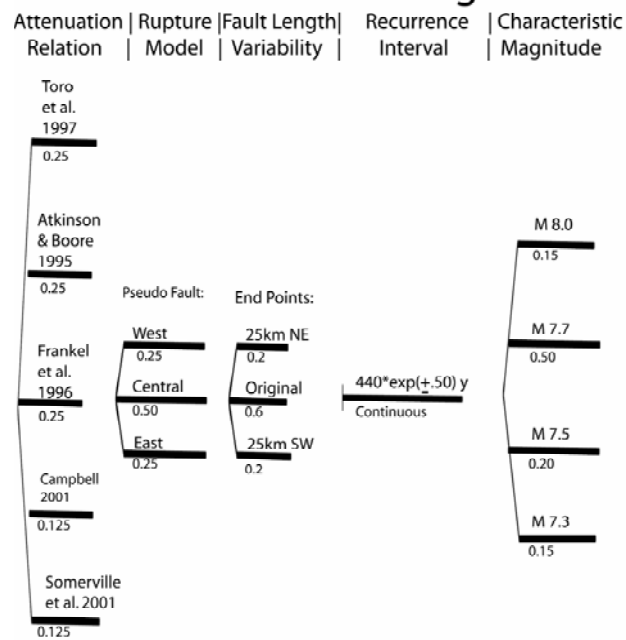 Attenuation | Rupture |Fault Length| Recurrence | Characteristic
Relation | Model |Variability | Interval | Magnitude
Toro
et al.
1997
0.25
Atkinson
& Boore
1995
0.25
Frankel
et al.
1996
0.25
Campbell
2001
0.125
Somerville
et al. 2001
0.125
Pseudo Fault:
West
0.25
Central
0.50
East
0.25
End Points:
25km NE
0.2
Original
0.6
25km SW
0.2
440*exp(±.50) y
Continuous
M 8.0
0.15
M 7.7
0.50
M 7.5
0.20
M 7.3
0.15